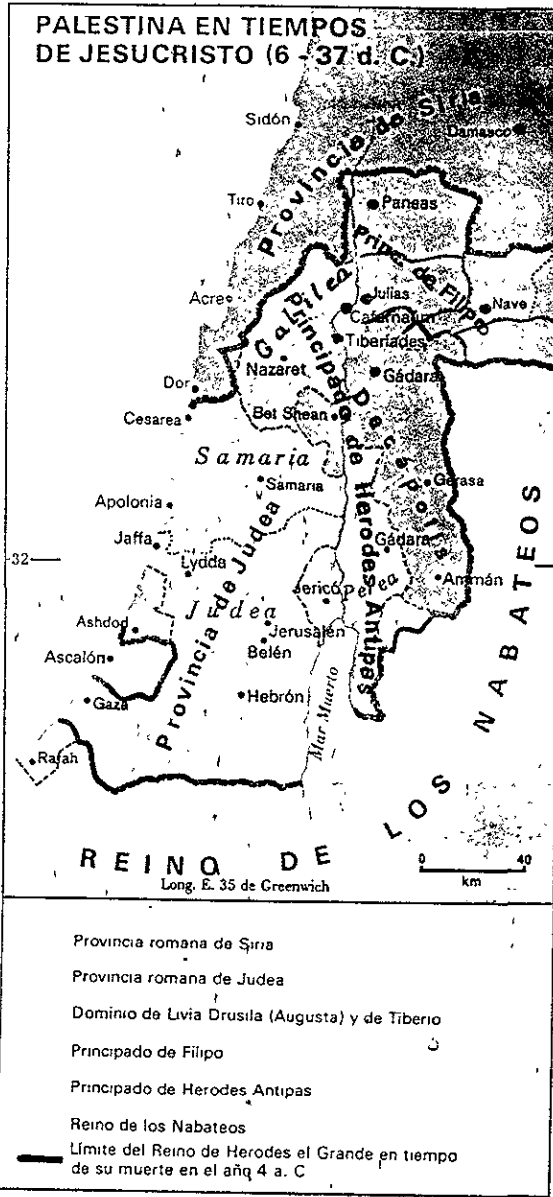 PALESTINA EN TIEMPOS
DE JESUCRISTO (6 - 37 d. C.)
Sidón
Provincia de Siria
Damasco
Tiro
Paneas
Princ. de Filipo
Acre
Galilea
Julias
Cafarnaum
Nave
Principado de Herodes Antipas
Tiberíades
Nazaret
Gádara
Dor
Cesarea
Bet Shean
Decapolis
Samaria
Samaria
Gerasa
Apolonia
Jaffa
Gádara
32
Lydda
Provincia de Judea
Jericó
Perea
Ammán
Judea
Ashdod
Jerusalén
Ascalón
Belén
Gaza
Hebrón
Mar Muerto
Rafah
REINO DE LOS NABATEOS
Long. E. 35 de Greenwich
0 40
km
Provincia romana de Siria
Provincia romana de Judea
Dominio de Livia Drusila (Augusta) y de Tiberio
Principado de Filipo
Principado de Herodes Antipas
Reino de los Nabateos
Límite del Reino de Herodes el Grande en tiempo
de su muerte en el año 4 a. C